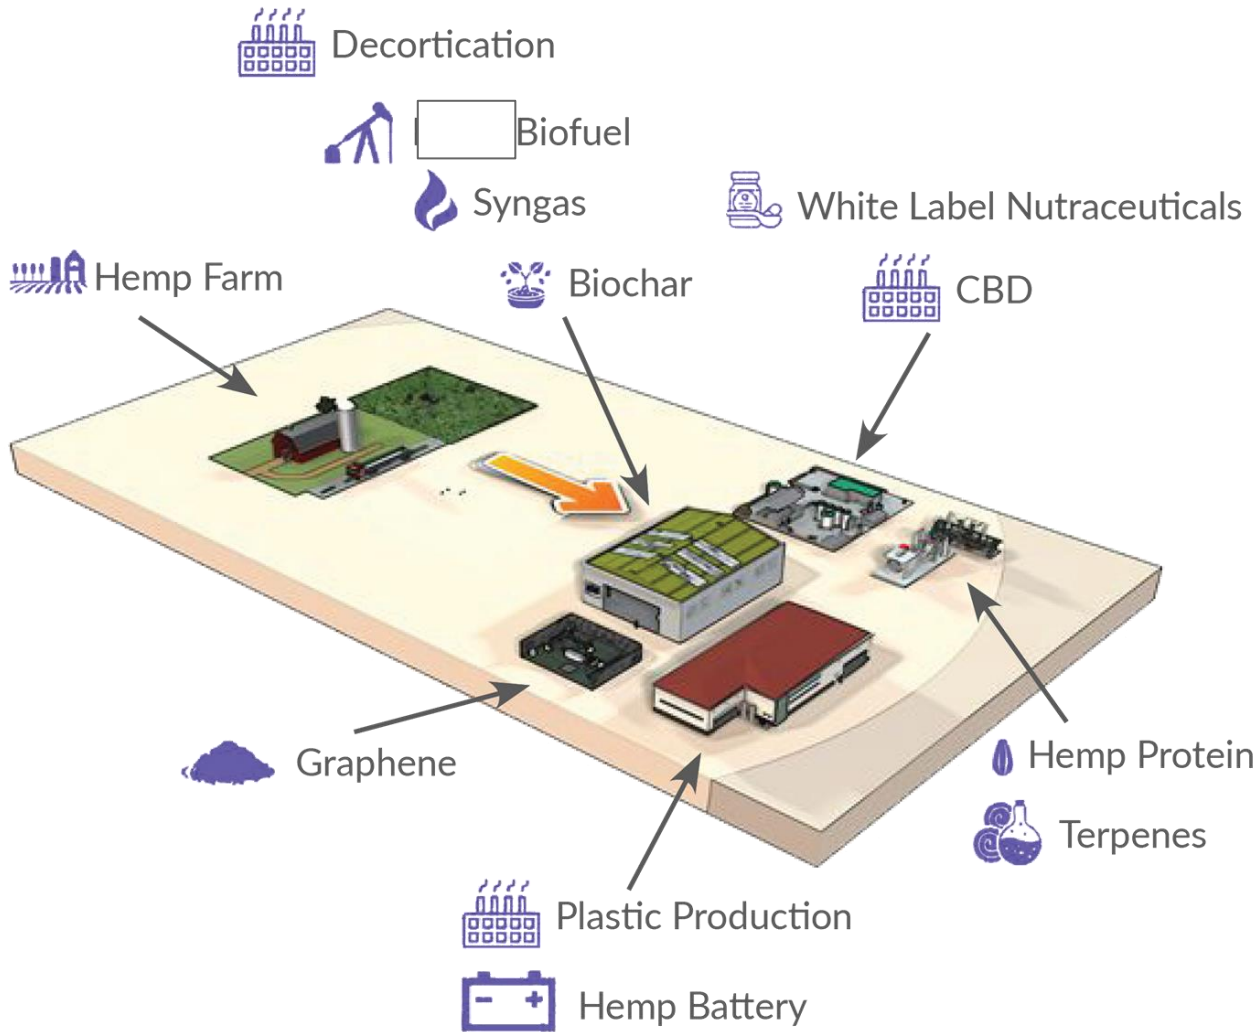 Decortication
Biofuel
Syngas
White Label Nutraceuticals
Hemp Farm
Biochar
CBD
Graphene
Hemp Protein
Terpenes
Plastic Production
Hemp Battery